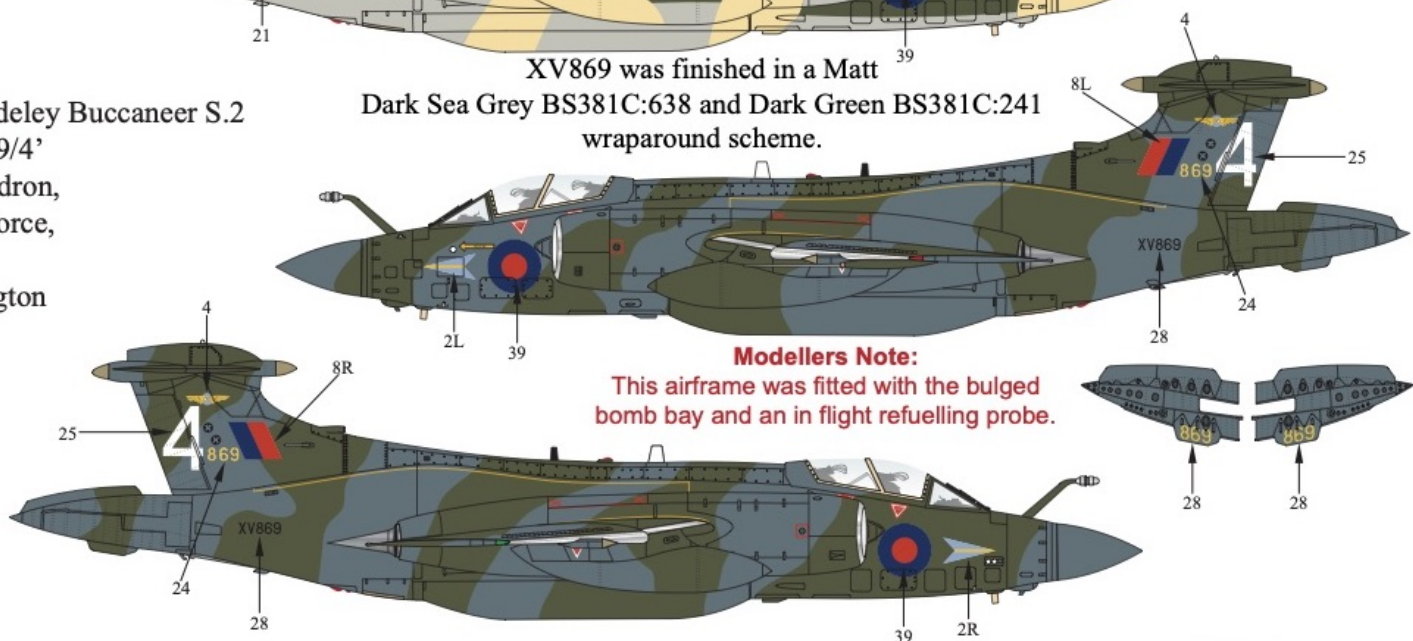 21
39
4
XV869 was finished in a Matt
Dark Sea Grey BS381C:638 and Dark Green BS381C:241
wraparound scheme.
8L
deley Buccaneer S.2
9/4’
dron,
orce,
gton
4
869
25
XV869
24
28
2L
39
4
8R
Modellers Note:
This airframe was fitted with the bulged
bomb bay and an in flight refuelling probe.
25
4
869
869
869
28
28
XV869
24
28
39
2R